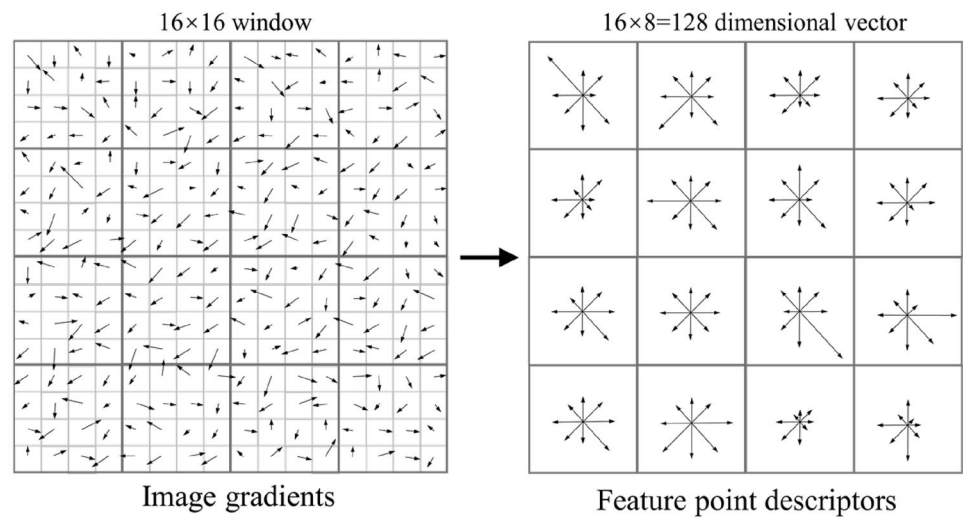 16×16 window
16×8=128 dimensional vector
Image gradients
Feature point descriptors